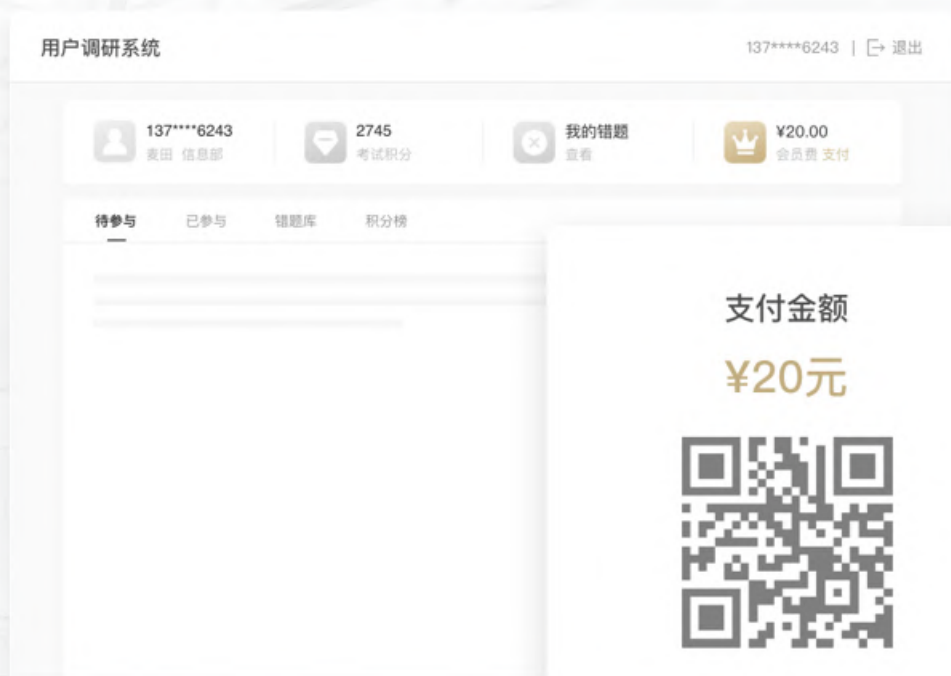 用户调研系统
137****6243 | 退出
137****6243
麦田 信息部
2745
考试积分
我的错题
查看
¥20.00
会员费 支付
待参与 已参与 错题库 积分榜
支付金额
¥20元